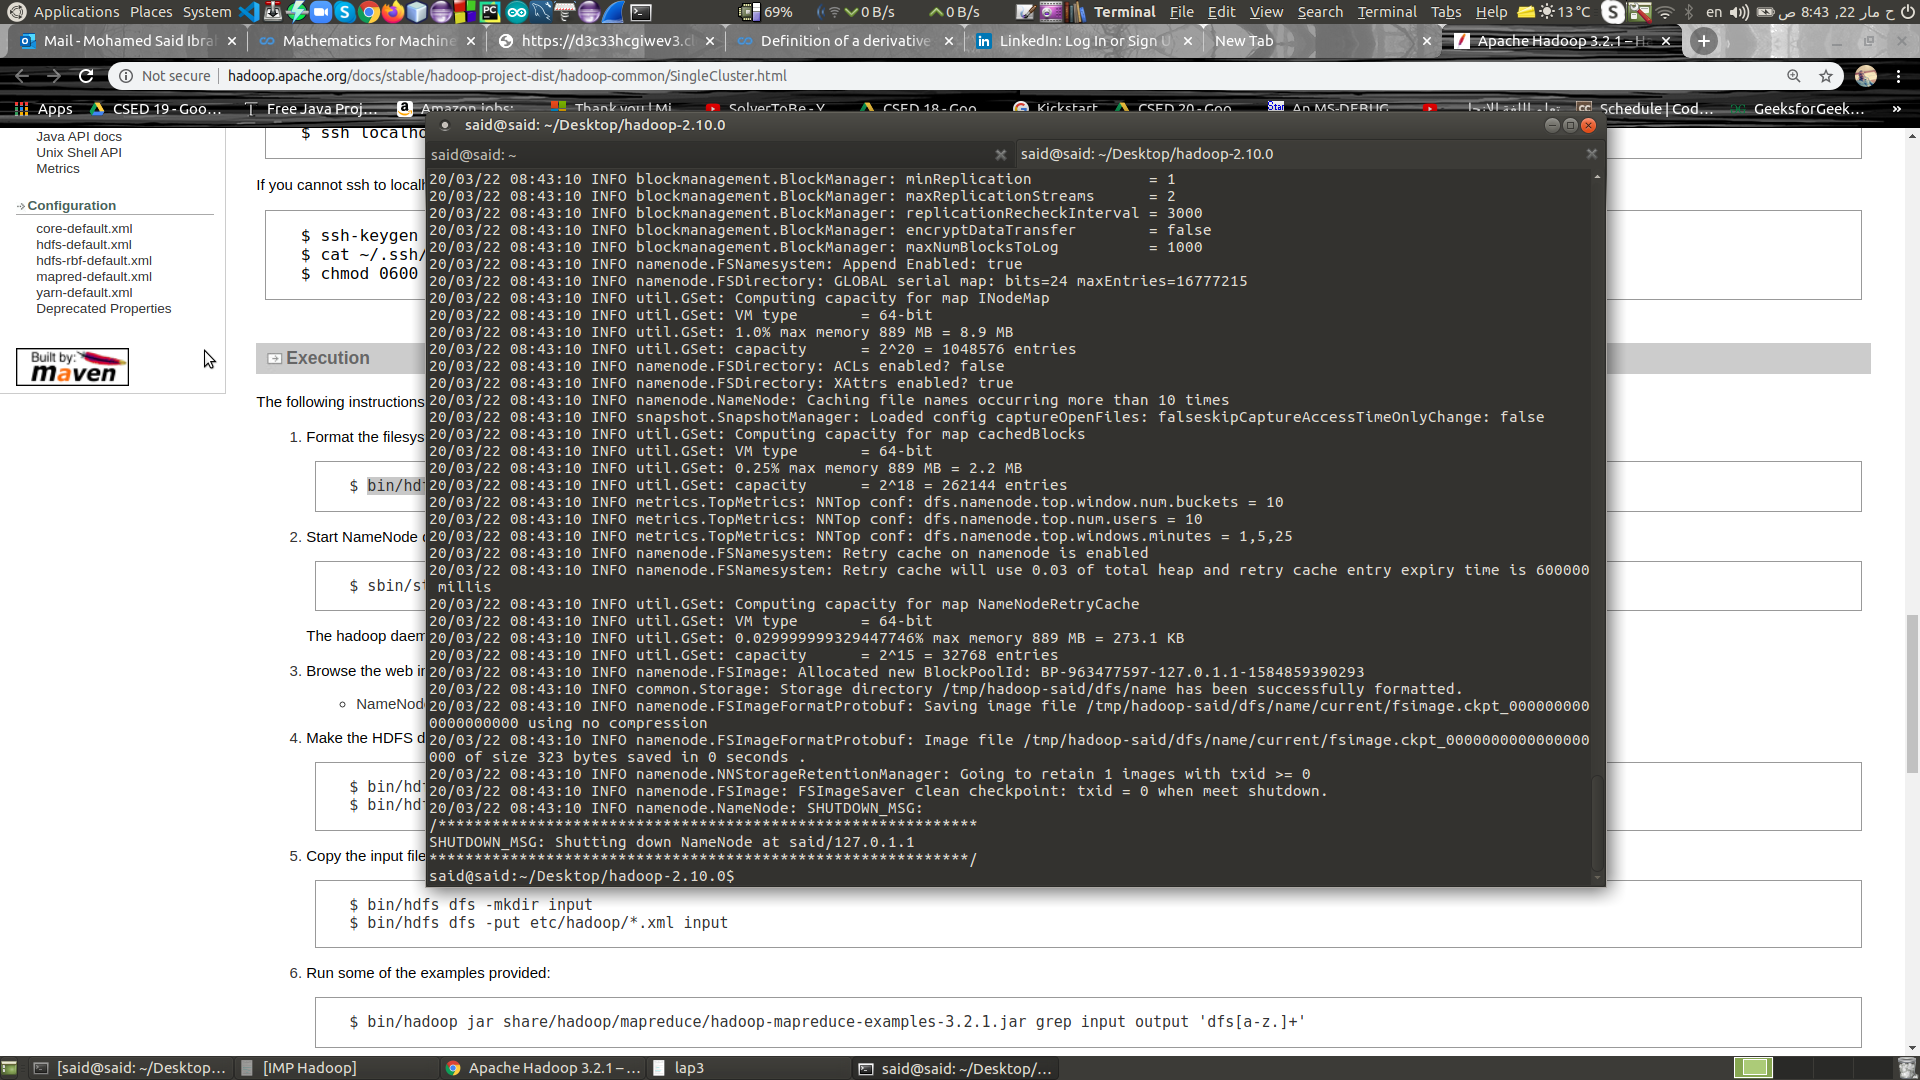 Applications Places System 69% 0 B/s 0 B/s Terminal File Edit View Search Terminal Tabs Help 13 °C en ح مار 22, 8:43 ص
Mail - Mohamed Said Ibra
Mathematics for Machine
https://d3c33hcgiwev3.cl
Definition of a derivative
LinkedIn: Log In or Sign U
New Tab
Apache Hadoop 3.2.1 – H
Not secure | hadoop.apache.org/docs/stable/hadoop-project-dist/hadoop-common/SingleCluster.html
Apps CSED 19 - Goo... Free Java Proj... Amazon jobs: Thank you | Mi SolverToBe - Y CSED 18 - Goo Kickstart CSED 20 - Goo An MS-DEBUG Schedule | Cod... GeeksforGeek... »
Java API docs
Unix Shell API
Metrics
Configuration
core-default.xml
hdfs-default.xml
hdfs-rbf-default.xml
mapred-default.xml
yarn-default.xml
Deprecated Properties
Built by:
maven
$ ssh localho
If you cannot ssh to localh
$ ssh-keygen
$ cat ~/.ssh/
$ chmod 0600
Execution
The following instructions
1. Format the filesys
$ bin/hdf
2. Start NameNode d
$ sbin/st
The hadoop daem
3. Browse the web in
NameNod
4. Make the HDFS d
$ bin/hdf
$ bin/hdf
5. Copy the input file
$ bin/hdfs dfs -mkdir input
$ bin/hdfs dfs -put etc/hadoop/*.xml input
6. Run some of the examples provided:
$ bin/hadoop jar share/hadoop/mapreduce/hadoop-mapreduce-examples-3.2.1.jar grep input output 'dfs[a-z.]+'
said@said: ~/Desktop/hadoop-2.10.0
said@said: ~
said@said: ~/Desktop/hadoop-2.10.0
20/03/22 08:43:10 INFO blockmanagement.BlockManager: minReplication = 1
20/03/22 08:43:10 INFO blockmanagement.BlockManager: maxReplicationStreams = 2
20/03/22 08:43:10 INFO blockmanagement.BlockManager: replicationRecheckInterval = 3000
20/03/22 08:43:10 INFO blockmanagement.BlockManager: encryptDataTransfer = false
20/03/22 08:43:10 INFO blockmanagement.BlockManager: maxNumBlocksToLog = 1000
20/03/22 08:43:10 INFO namenode.FSNamesystem: Append Enabled: true
20/03/22 08:43:10 INFO namenode.FSDirectory: GLOBAL serial map: bits=24 maxEntries=16777215
20/03/22 08:43:10 INFO util.GSet: Computing capacity for map INodeMap
20/03/22 08:43:10 INFO util.GSet: VM type = 64-bit
20/03/22 08:43:10 INFO util.GSet: 1.0% max memory 889 MB = 8.9 MB
20/03/22 08:43:10 INFO util.GSet: capacity = 2^20 = 1048576 entries
20/03/22 08:43:10 INFO namenode.FSDirectory: ACLs enabled? false
20/03/22 08:43:10 INFO namenode.FSDirectory: XAttrs enabled? true
20/03/22 08:43:10 INFO namenode.NameNode: Caching file names occurring more than 10 times
20/03/22 08:43:10 INFO snapshot.SnapshotManager: Loaded config captureOpenFiles: falseskipCaptureAccessTimeOnlyChange: false
20/03/22 08:43:10 INFO util.GSet: Computing capacity for map cachedBlocks
20/03/22 08:43:10 INFO util.GSet: VM type = 64-bit
20/03/22 08:43:10 INFO util.GSet: 0.25% max memory 889 MB = 2.2 MB
20/03/22 08:43:10 INFO util.GSet: capacity = 2^18 = 262144 entries
20/03/22 08:43:10 INFO metrics.TopMetrics: NNTop conf: dfs.namenode.top.window.num.buckets = 10
20/03/22 08:43:10 INFO metrics.TopMetrics: NNTop conf: dfs.namenode.top.num.users = 10
20/03/22 08:43:10 INFO metrics.TopMetrics: NNTop conf: dfs.namenode.top.windows.minutes = 1,5,25
20/03/22 08:43:10 INFO namenode.FSNamesystem: Retry cache on namenode is enabled
20/03/22 08:43:10 INFO namenode.FSNamesystem: Retry cache will use 0.03 of total heap and retry cache entry expiry time is 600000
millis
20/03/22 08:43:10 INFO util.GSet: Computing capacity for map NameNodeRetryCache
20/03/22 08:43:10 INFO util.GSet: VM type = 64-bit
20/03/22 08:43:10 INFO util.GSet: 0.029999999329447746% max memory 889 MB = 273.1 KB
20/03/22 08:43:10 INFO util.GSet: capacity = 2^15 = 32768 entries
20/03/22 08:43:10 INFO namenode.FSImage: Allocated new BlockPoolId: BP-963477597-127.0.1.1-1584859390293
20/03/22 08:43:10 INFO common.Storage: Storage directory /tmp/hadoop-said/dfs/name has been successfully formatted.
20/03/22 08:43:10 INFO namenode.FSImageFormatProtobuf: Saving image file /tmp/hadoop-said/dfs/name/current/fsimage.ckpt_000000000
0000000000 using no compression
20/03/22 08:43:10 INFO namenode.FSImageFormatProtobuf: Image file /tmp/hadoop-said/dfs/name/current/fsimage.ckpt_0000000000000000
000 of size 323 bytes saved in 0 seconds .
20/03/22 08:43:10 INFO namenode.NNStorageRetentionManager: Going to retain 1 images with txid >= 0
20/03/22 08:43:10 INFO namenode.FSImage: FSImageSaver clean checkpoint: txid = 0 when meet shutdown.
20/03/22 08:43:10 INFO namenode.NameNode: SHUTDOWN_MSG:
/************************************************************
SHUTDOWN_MSG: Shutting down NameNode at said/127.0.1.1
************************************************************/
said@said:~/Desktop/hadoop-2.10.0$
[said@said: ~/Desktop... [IMP Hadoop] Apache Hadoop 3.2.1 – ... lap3 said@said: ~/Desktop/...